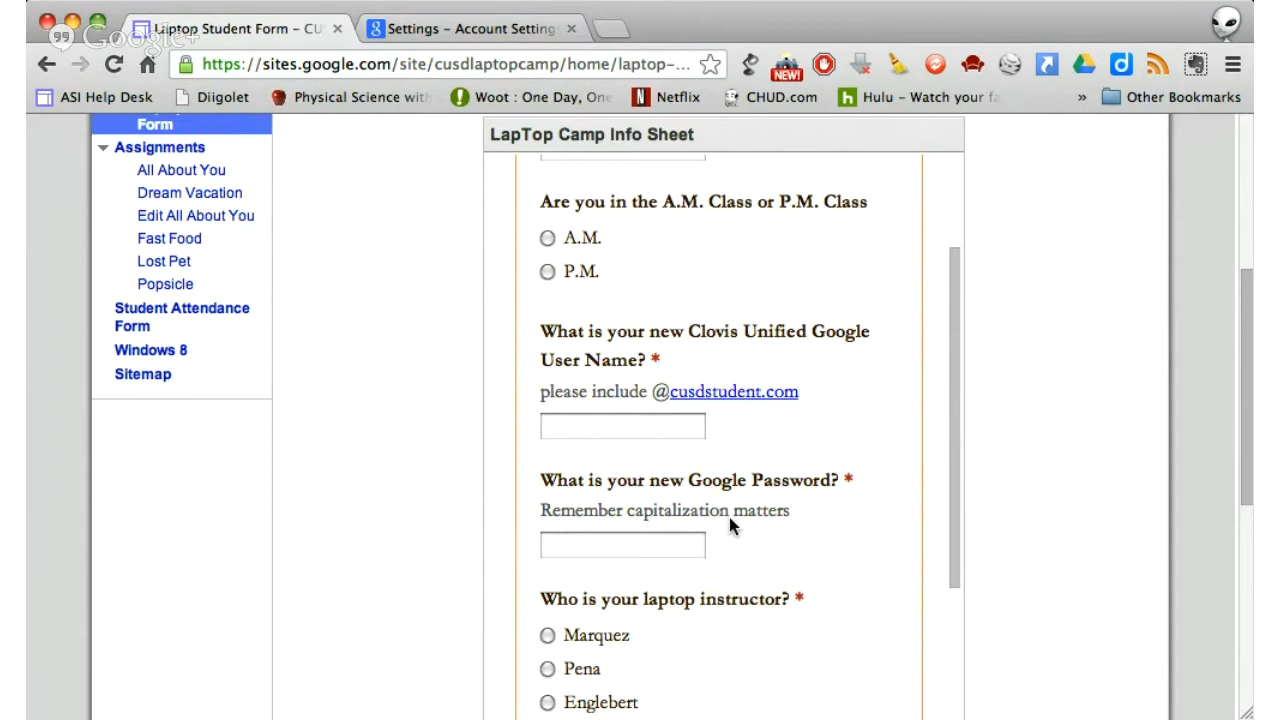 Google+
Laptop Student Form – CU
Settings – Account Setting
https://sites.google.com/site/cusdlaptopcamp/home/laptop-...
NEW!
ASI Help Desk
Diigolet
Physical Science with
Woot : One Day, One
Netflix
CHUD.com
Hulu – Watch your fa
»
Other Bookmarks
Form
Assignments
All About You
Dream Vacation
Edit All About You
Fast Food
Lost Pet
Popsicle
Student Attendance
Form
Windows 8
Sitemap
LapTop Camp Info Sheet
Are you in the A.M. Class or P.M. Class
A.M.
P.M.
What is your new Clovis Unified Google
User Name? *
please include @cusdstudent.com
What is your new Google Password? *
Remember capitalization matters
Who is your laptop instructor? *
Marquez
Pena
Englebert